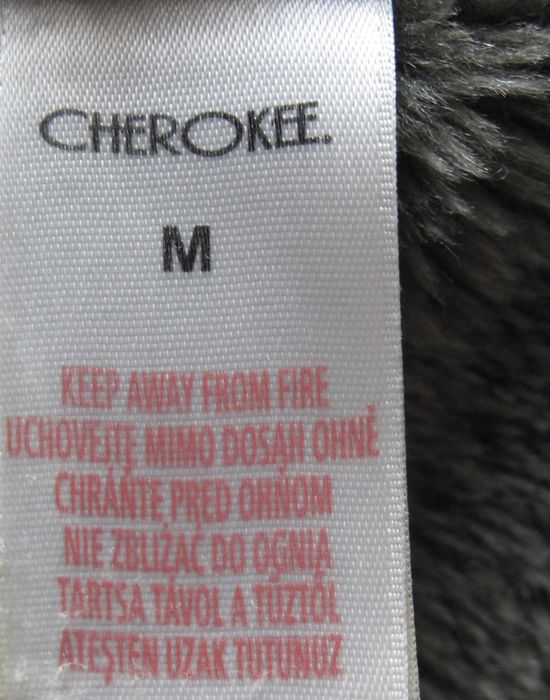 CHEROKEE.
M
KEEP AWAY FROM FIRE
UCHOVEJTE MIMO DOSAH OHNĚ
CHRÁŇTE PRED OHŇOM
NIE ZBLIŻAĆ DO OGNIA
TARTSA TÁVOL A TŰZTŐL
ATEŞTEN UZAK TUTUNUZ